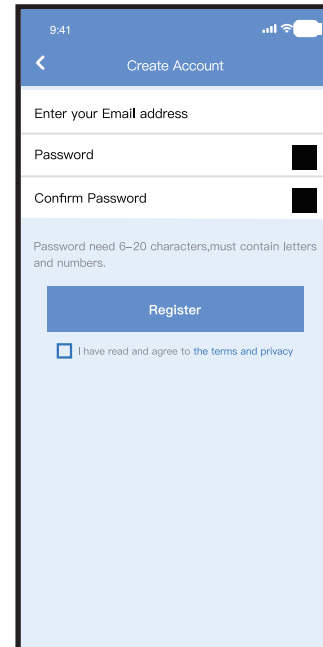 9:41
Create Account
Enter your Email address
Password
Confirm Password
Password need 6–20 characters,must contain letters
and numbers.
Register
I have read and agree to the terms and privacy